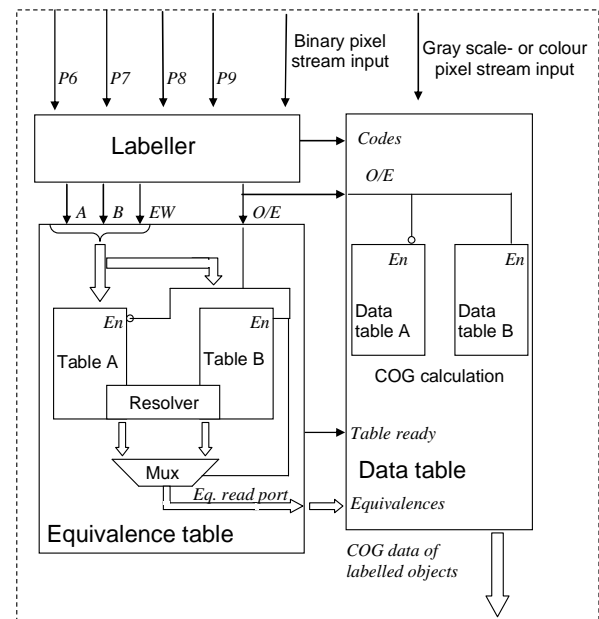 P6 P7 P8 P9
Binary pixel
stream input
Gray scale- or colour
pixel stream input
Labeller
Codes
O/E
A B EW O/E
En
En
Data
table A
Data
table B
COG calculation
En
En
Table A
Table B
Resolver
Mux
Table ready
Data table
Eq. read port
Equivalences
Equivalence table
COG data of
labelled objects